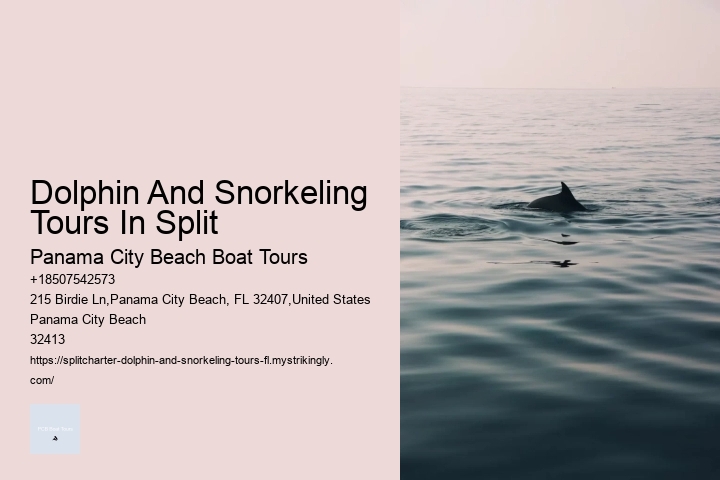 Dolphin And Snorkeling
Tours In Split
Panama City Beach Boat Tours
+18507542573
215 Birdie Ln,Panama City Beach, FL 32407,United States
Panama City Beach
32413
https://splitcharter-dolphin-and-snorkeling-tours-fl.mystrikingly.
com/